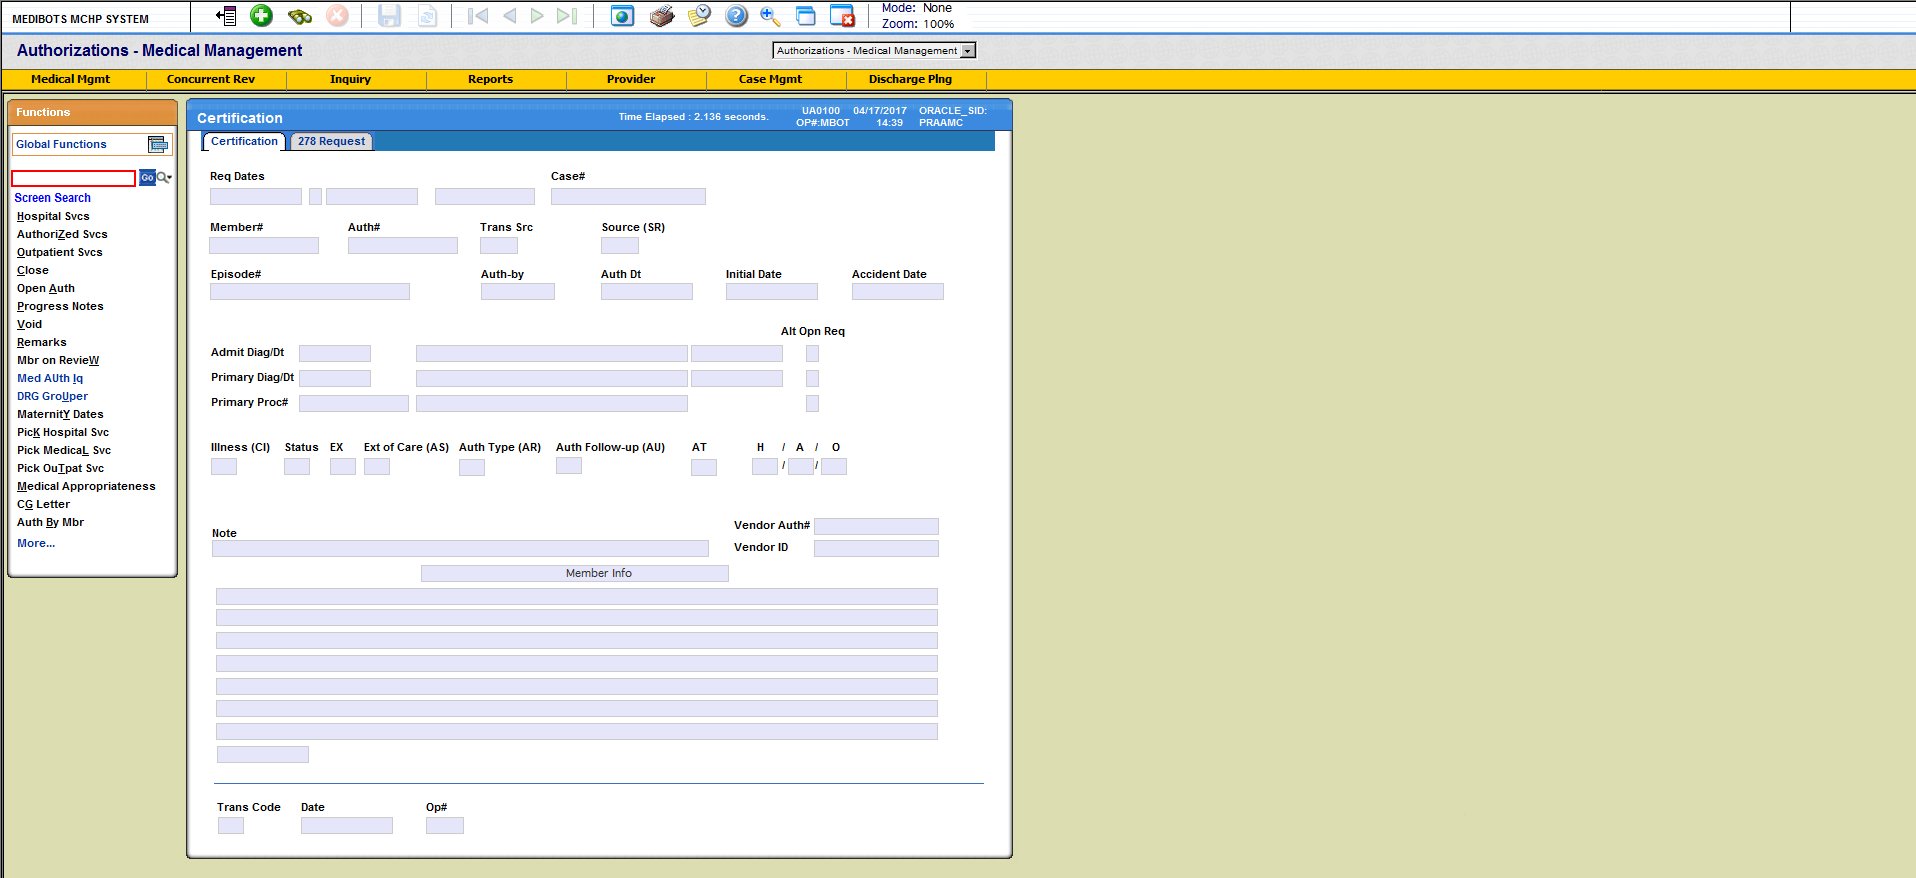 MEDIBOTS MCHP SYSTEM
Mode: None
Zoom: 100%
Authorizations - Medical Management
Authorizations - Medical Management
Medical Mgmt Concurrent Rev Inquiry Reports Provider Case Mgmt Discharge Plng
Functions
Global Functions
Go
Screen Search
Hospital Svcs
AuthoriZed Svcs
Outpatient Svcs
Close
Open Auth
Progress Notes
Void
Remarks
Mbr on RevieW
Med AUth Iq
DRG GroUper
MaternitY Dates
PicK Hospital Svc
Pick MedicaL Svc
Pick OuTpat Svc
Medical Appropriateness
CG Letter
Auth By Mbr
More...
Certification
Time Elapsed : 2.136 seconds.
UA0100 04/17/2017 ORACLE_SID:
OP#:MBOT 14:39 PRAAMC
Certification 278 Request
Req Dates Case#
Member# Auth# Trans Src Source (SR)
Episode# Auth-by Auth Dt Initial Date Accident Date
Alt Opn Req
Admit Diag/Dt
Primary Diag/Dt
Primary Proc#
Illness (CI) Status EX Ext of Care (AS) Auth Type (AR) Auth Follow-up (AU) AT H / A / O
/ /
Vendor Auth#
Note
Vendor ID
Member Info
Trans Code Date Op#